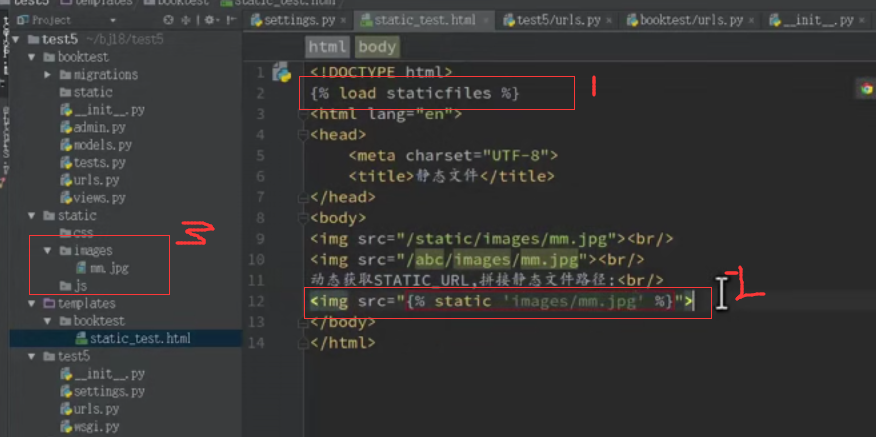 test5 templates booktest static_test.html
Project
settings.py static_test.html test5/urls.py booktest/urls.py __init__.py
test5 ~/bj18/test5
booktest
migrations
static
__init__.py
admin.py
models.py
tests.py
urls.py
views.py
static
css
images
mm.jpg
js
templates
booktest
static_test.html
test5
__init__.py
settings.py
urls.py
wsgi.py
3
html body
1 <!DOCTYPE html>
2 {% load staticfiles %}
3 <html lang="en">
4 <head>
5 <meta charset="UTF-8">
6 <title>静态文件</title>
7 </head>
8 <body>
9 <img src="/static/images/mm.jpg"><br/>
10 <img src="/abc/images/mm.jpg"><br/>
11 动态获取STATIC_URL,拼接静态文件路径:<br/>
12 <img src="{% static 'images/mm.jpg' %}">
13 </body>
14 </html>
1
2